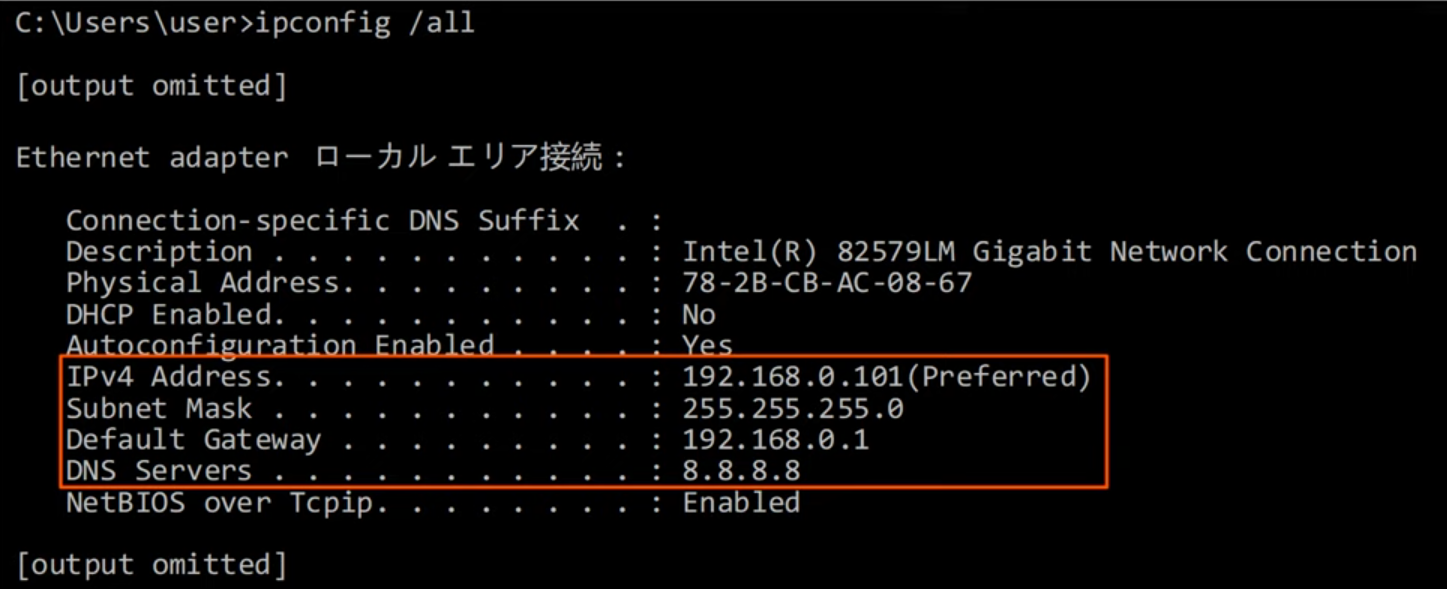 C:\Users\user>ipconfig /all
[output omitted]
Ethernet adapter ローカル エリア接続:
Connection-specific DNS Suffix  . :
Description . . . . . . . . . . . : Intel(R) 82579LM Gigabit Network Connection
Physical Address. . . . . . . . . : 78-2B-CB-AC-08-67
DHCP Enabled. . . . . . . . . . . : No
Autoconfiguration Enabled . . . . : Yes
IPv4 Address. . . . . . . . . . . : 192.168.0.101(Preferred)
Subnet Mask . . . . . . . . . . . : 255.255.255.0
Default Gateway . . . . . . . . . : 192.168.0.1
DNS Servers . . . . . . . . . . . : 8.8.8.8
NetBIOS over Tcpip. . . . . . . . : Enabled
[output omitted]